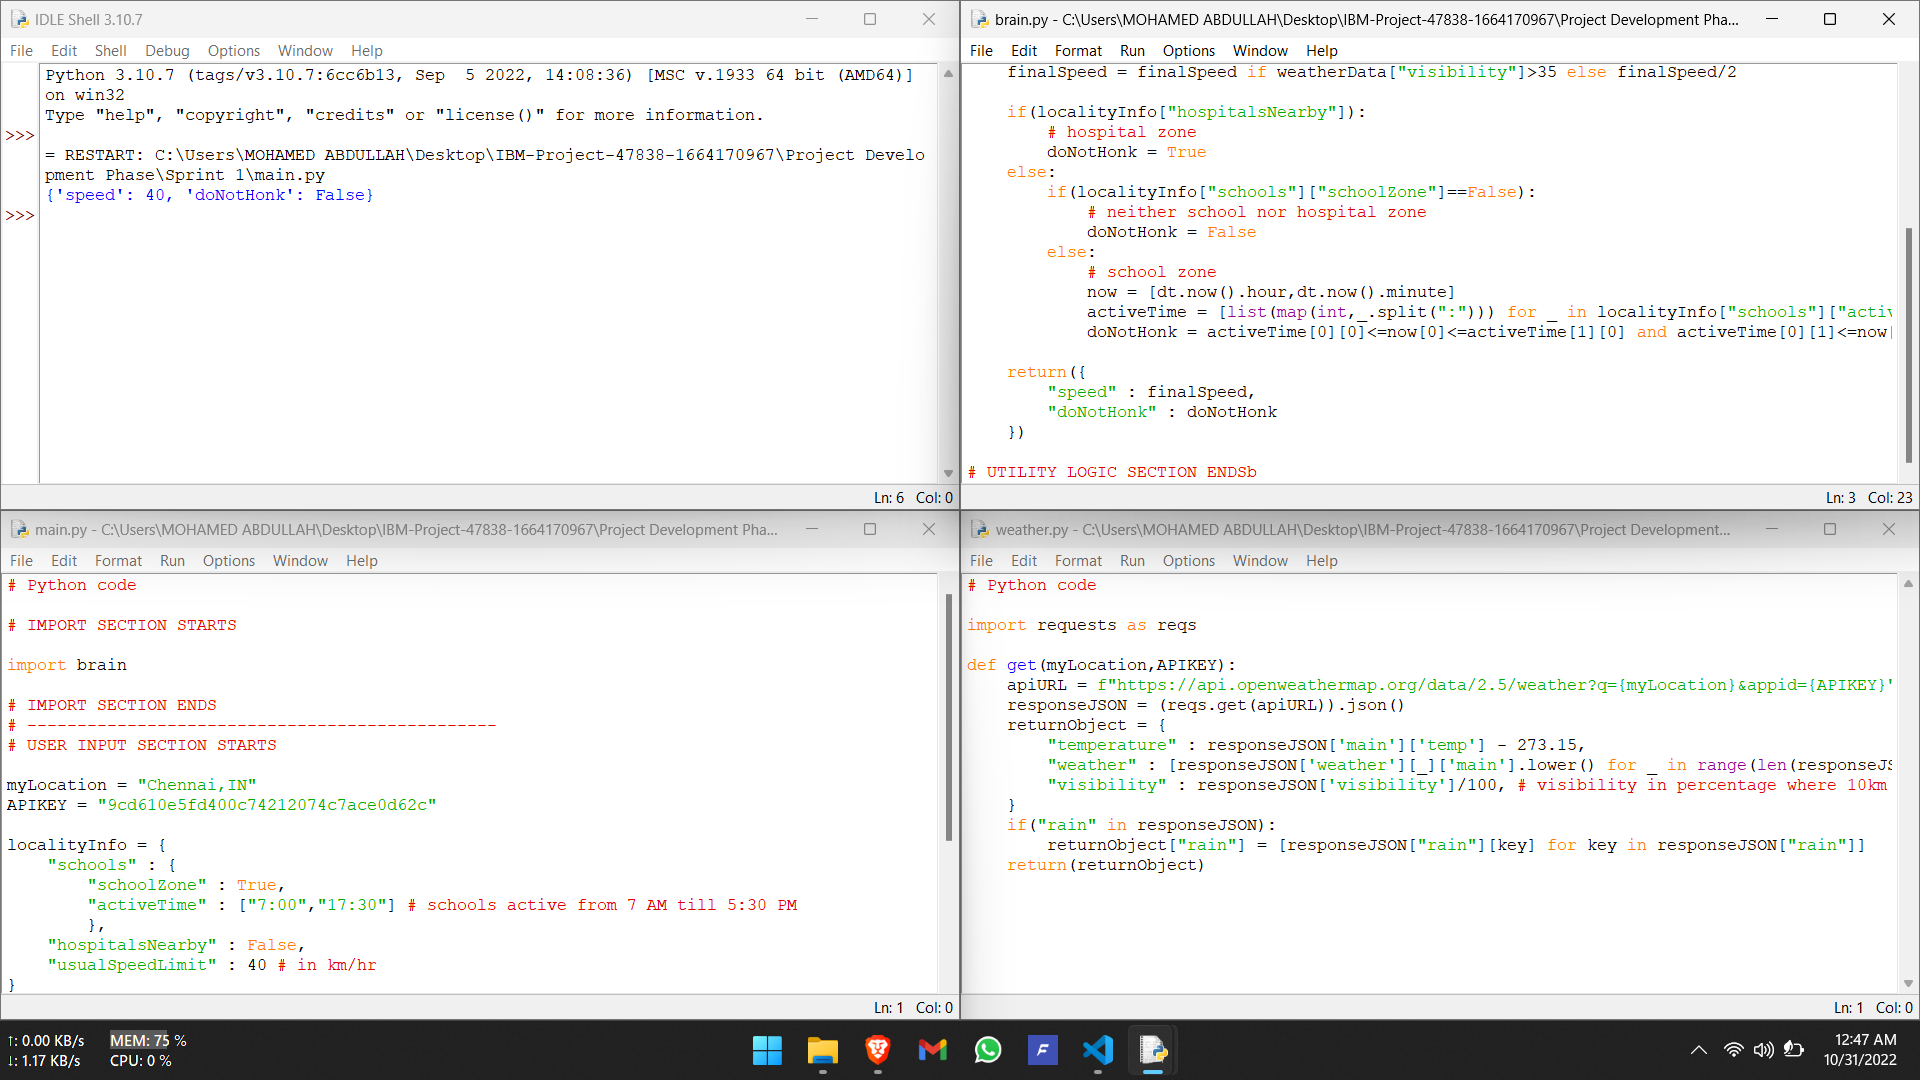 IDLE Shell 3.10.7
File Edit Shell Debug Options Window Help
Python 3.10.7 (tags/v3.10.7:6cc6b13, Sep  5 2022, 14:08:36) [MSC v.1933 64 bit (AMD64)]
on win32
Type "help", "copyright", "credits" or "license()" for more information.
>>>
= RESTART: C:\Users\MOHAMED ABDULLAH\Desktop\IBM-Project-47838-1664170967\Project Develo
pment Phase\Sprint 1\main.py
{'speed': 40, 'doNotHonk': False}
>>>
Ln: 6 Col: 0
brain.py - C:\Users\MOHAMED ABDULLAH\Desktop\IBM-Project-47838-1664170967\Project Development Pha...
File Edit Format Run Options Window Help
    finalSpeed = finalSpeed if weatherData["visibility"]>35 else finalSpeed/2
    if(localityInfo["hospitalsNearby"]):
        # hospital zone
        doNotHonk = True
    else:
        if(localityInfo["schools"]["schoolZone"]==False):
            # neither school nor hospital zone
            doNotHonk = False
        else:
            # school zone
            now = [dt.now().hour,dt.now().minute]
            activeTime = [list(map(int,_.split(":"))) for _ in localityInfo["schools"]["activ
            doNotHonk = activeTime[0][0]<=now[0]<=activeTime[1][0] and activeTime[0][1]<=now[
    return({
        "speed" : finalSpeed,
        "doNotHonk" : doNotHonk
    })
# UTILITY LOGIC SECTION ENDSb
Ln: 3 Col: 23
main.py - C:\Users\MOHAMED ABDULLAH\Desktop\IBM-Project-47838-1664170967\Project Development Pha...
File Edit Format Run Options Window Help
# Python code
# IMPORT SECTION STARTS
import brain
# IMPORT SECTION ENDS
# -----------------------------------------------
# USER INPUT SECTION STARTS
myLocation = "Chennai,IN"
APIKEY = "9cd610e5fd400c74212074c7ace0d62c"
localityInfo = {
    "schools" : {
        "schoolZone" : True,
        "activeTime" : ["7:00","17:30"] # schools active from 7 AM till 5:30 PM
        },
    "hospitalsNearby" : False,
    "usualSpeedLimit" : 40 # in km/hr
}
Ln: 1 Col: 0
weather.py - C:\Users\MOHAMED ABDULLAH\Desktop\IBM-Project-47838-1664170967\Project Development...
File Edit Format Run Options Window Help
# Python code
import requests as reqs
def get(myLocation,APIKEY):
    apiURL = f"https://api.openweathermap.org/data/2.5/weather?q={myLocation}&appid={APIKEY}"
    responseJSON = (reqs.get(apiURL)).json()
    returnObject = {
        "temperature" : responseJSON['main']['temp'] - 273.15,
        "weather" : [responseJSON['weather'][_]['main'].lower() for _ in range(len(responseJS
        "visibility" : responseJSON['visibility']/100, # visibility in percentage where 10km
    }
    if("rain" in responseJSON):
        returnObject["rain"] = [responseJSON["rain"][key] for key in responseJSON["rain"]]
    return(returnObject)
Ln: 1 Col: 0
↑: 0.00 KB/s MEM: 75 %
↓: 1.17 KB/s CPU: 0 %
12:47 AM
10/31/2022